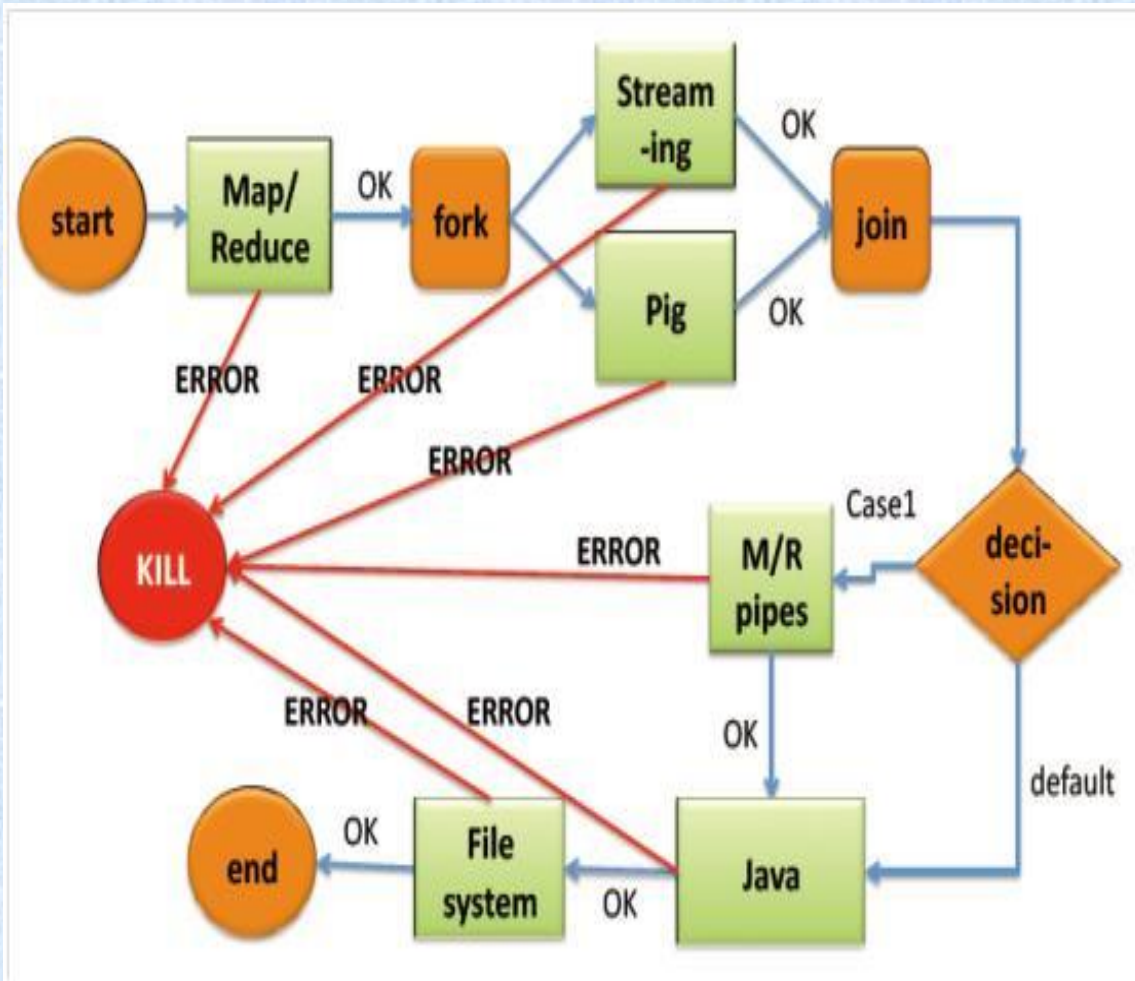 Stream
-ing
OK
start
Map/
Reduce
OK
fork
join
Pig
OK
ERROR
ERROR
ERROR
Case1
deci-
sion
M/R
pipes
ERROR
KILL
ERROR
ERROR
OK
default
end
OK
File
system
OK
Java